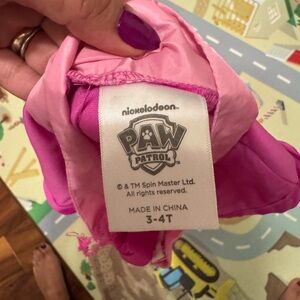 nickelodeon
PAW
PATROL
© & TM Spin Master Ltd.
All rights reserved.
MADE IN CHINA
3-4T